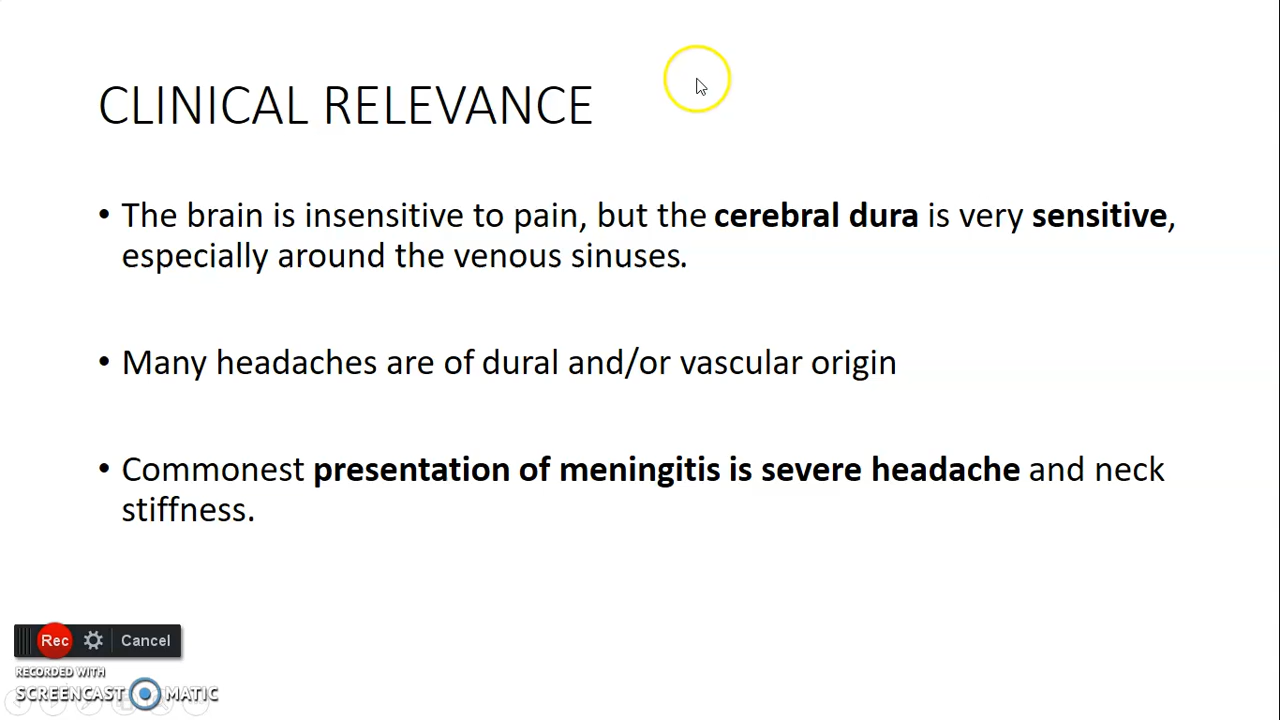 CLINICAL RELEVANCE
• The brain is insensitive to pain, but the cerebral dura is very sensitive,
especially around the venous sinuses.
• Many headaches are of dural and/or vascular origin
• Commonest presentation of meningitis is severe headache and neck
stiffness.
Rec Cancel
RECORDED WITH
SCREENCAST MATIC